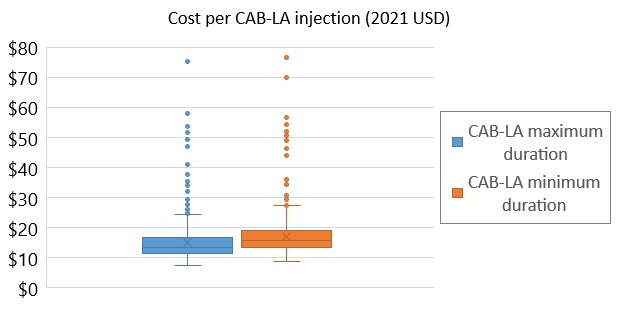 Cost per CAB-LA injection (2021 USD)
$80
$70
$60
$50
$40
$30
$20
$10
$0
CAB-LA maximum
duration
CAB-LA minimum
duration